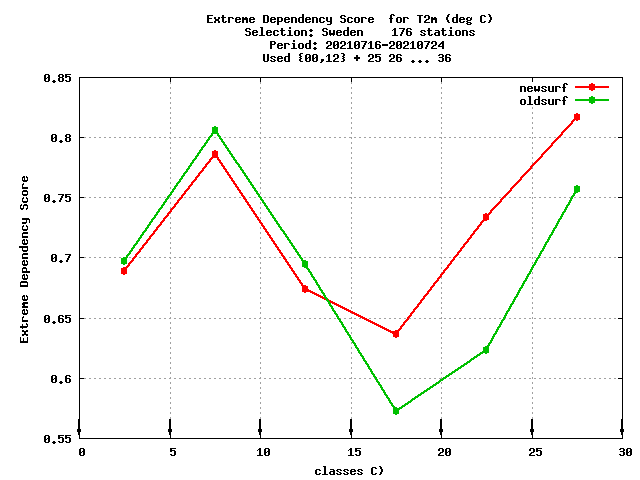 Extreme Dependency Score  for T2m (deg C)
Selection: Sweden    176 stations
Period: 20210716-20210724
Used {00,12} + 25 26 ... 36
newsurf
oldsurf
0.85
0.8
0.75
0.7
0.65
0.6
0.55
Extreme Dependency Score
0 5 10 15 20 25 30
classes C)